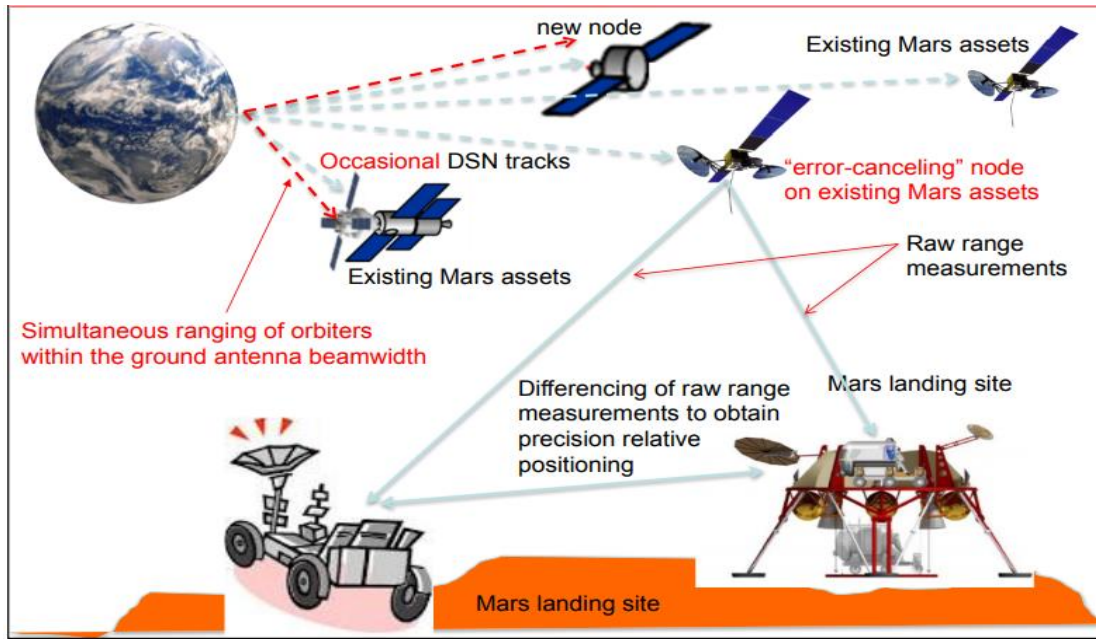 new node
Existing Mars assets
Occasional DSN tracks
“error-canceling” node
on existing Mars assets
Existing Mars assets
Raw range
measurements
Simultaneous ranging of orbiters
within the ground antenna beamwidth
Differencing of raw range
measurements to obtain
precision relative
positioning
Mars landing site
Mars landing site